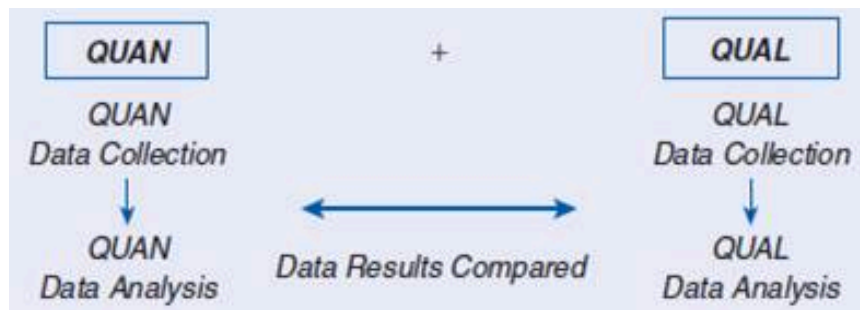 QUAN
+
QUAL
QUAN
Data Collection
QUAL
Data Collection
QUAN
Data Analysis
Data Results Compared
QUAL
Data Analysis